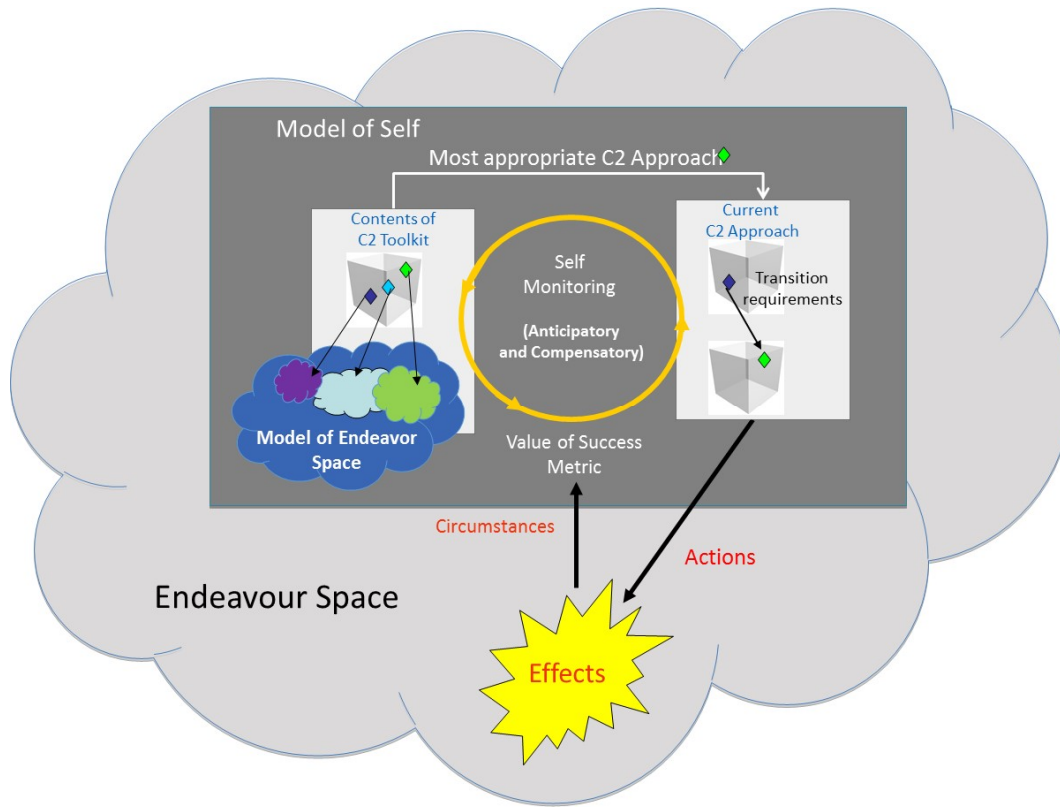 Model of Self
Most appropriate C2 Approach
Contents of
C2 Toolkit
Current
C2 Approach
Self
Monitoring
Transition
requirements
(Anticipatory
and Compensatory)
Model of Endeavor
Space
Value of Success
Metric
Circumstances
Actions
Endeavour Space
Effects